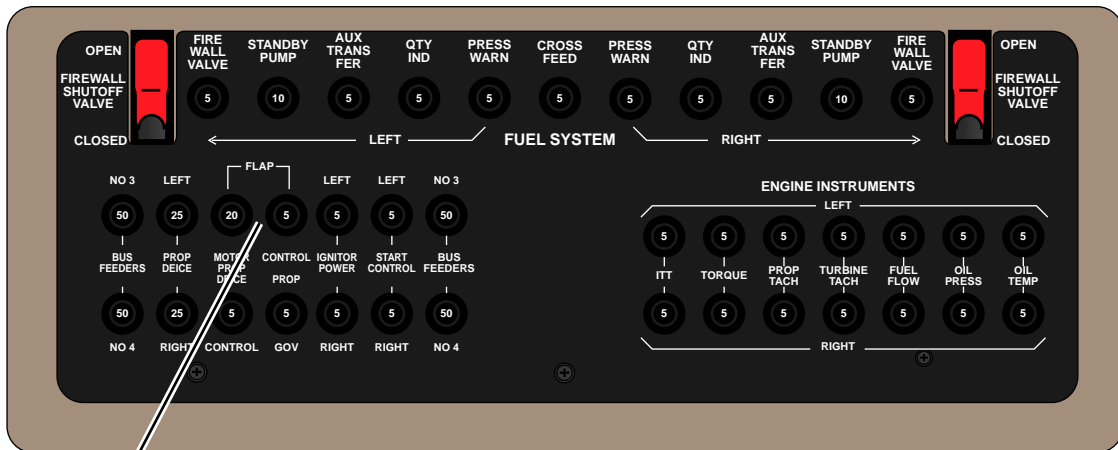 OPEN
FIREWALL
SHUTOFF
VALVE
CLOSED
FIRE
WALL
VALVE
STANDBY
PUMP
AUX
TRANS
FER
QTY
IND
PRESS
WARN
CROSS
FEED
PRESS
WARN
QTY
IND
AUX
TRANS
FER
STANDBY
PUMP
FIRE
WALL
VALVE
OPEN
FIREWALL
SHUTOFF
VALVE
CLOSED
5 10 5 5 5 5 5 5 5 10 5
LEFT FUEL SYSTEM RIGHT
FLAP
NO 3 LEFT LEFT LEFT NO 3
50 25 20 5 5 5 50
BUS
FEEDERS
PROP
DEICE
MOTOR
PROP
DEICE
CONTROL
PROP
IGNITOR
POWER
START
CONTROL
BUS
FEEDERS
50 25 5 5 5 5 50
NO 4 RIGHT CONTROL GOV RIGHT RIGHT NO 4
ENGINE INSTRUMENTS
LEFT
5 5 5 5 5 5 5
ITT
TORQUE
PROP
TACH
TURBINE
TACH
FUEL
FLOW
OIL
PRESS
OIL
TEMP
5 5 5 5 5 5 5
RIGHT